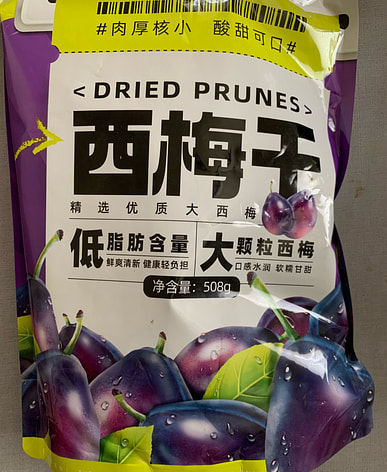 #肉厚核小 酸甜可口#
<DRIED PRUNES>
西梅干
精选优质大西梅
低脂肪含量
鲜爽清新 健康轻负担
大颗粒西梅
口感水润 软糯甘甜
净含量：508g